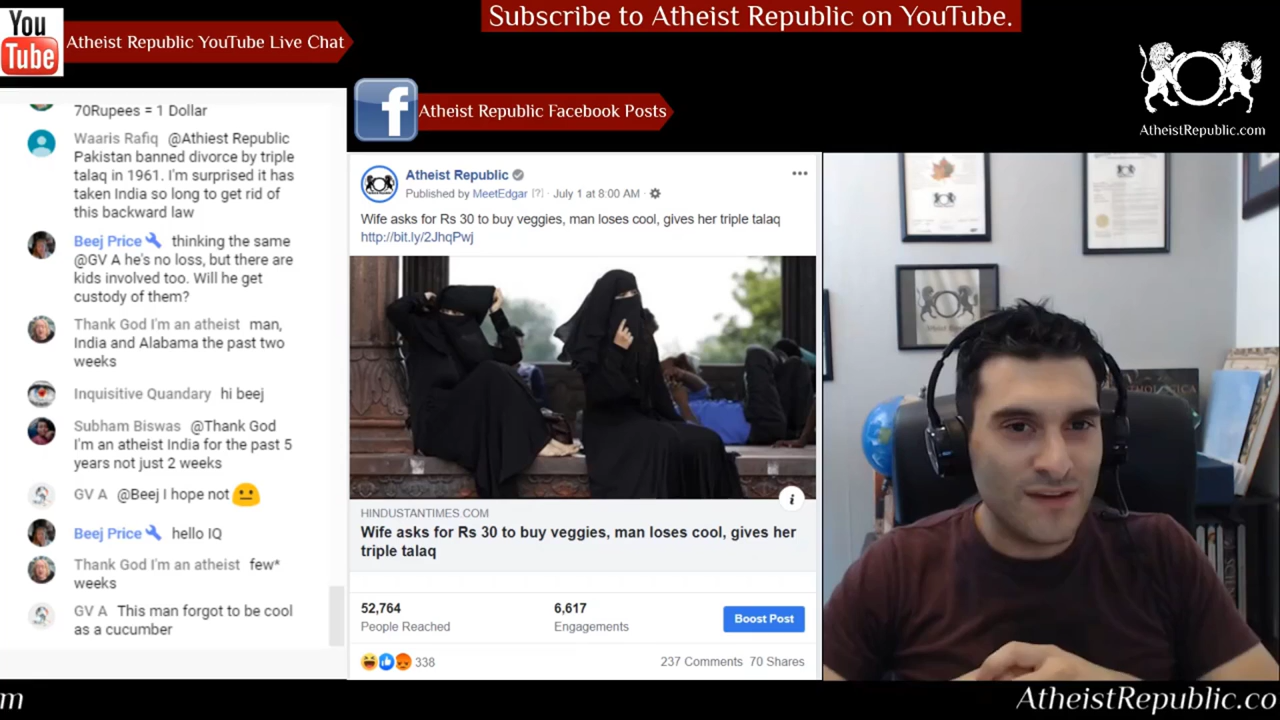 Subscribe to Atheist Republic on YouTube.
You
Tube
Atheist Republic YouTube Live Chat
AtheistRepublic.com
f
Atheist Republic Facebook Posts
70Rupees = 1 Dollar
Waaris Rafiq @Athiest Republic
Pakistan banned divorce by triple
talaq in 1961. I'm surprised it has
taken India so long to get rid of
this backward law
Beej Price thinking the same
@GV A he's no loss, but there are
kids involved too. Will he get
custody of them?
Thank God I'm an atheist man,
India and Alabama the past two
weeks
Inquisitive Quandary hi beej
Subham Biswas @Thank God
I'm an atheist India for the past 5
years not just 2 weeks
GV A @Beej I hope not
Beej Price hello IQ
Thank God I'm an atheist few*
weeks
GV A This man forgot to be cool
as a cucumber
Atheist Republic
Published by MeetEdgar [?] · July 1 at 8:00 AM ·
Wife asks for Rs 30 to buy veggies, man loses cool, gives her triple talaq
http://bit.ly/2JhqPwj
i
HINDUSTANTIMES.COM
Wife asks for Rs 30 to buy veggies, man loses cool, gives her
triple talaq
52,764
People Reached
6,617
Engagements
Boost Post
338
237 Comments 70 Shares
m
AtheistRepublic.co